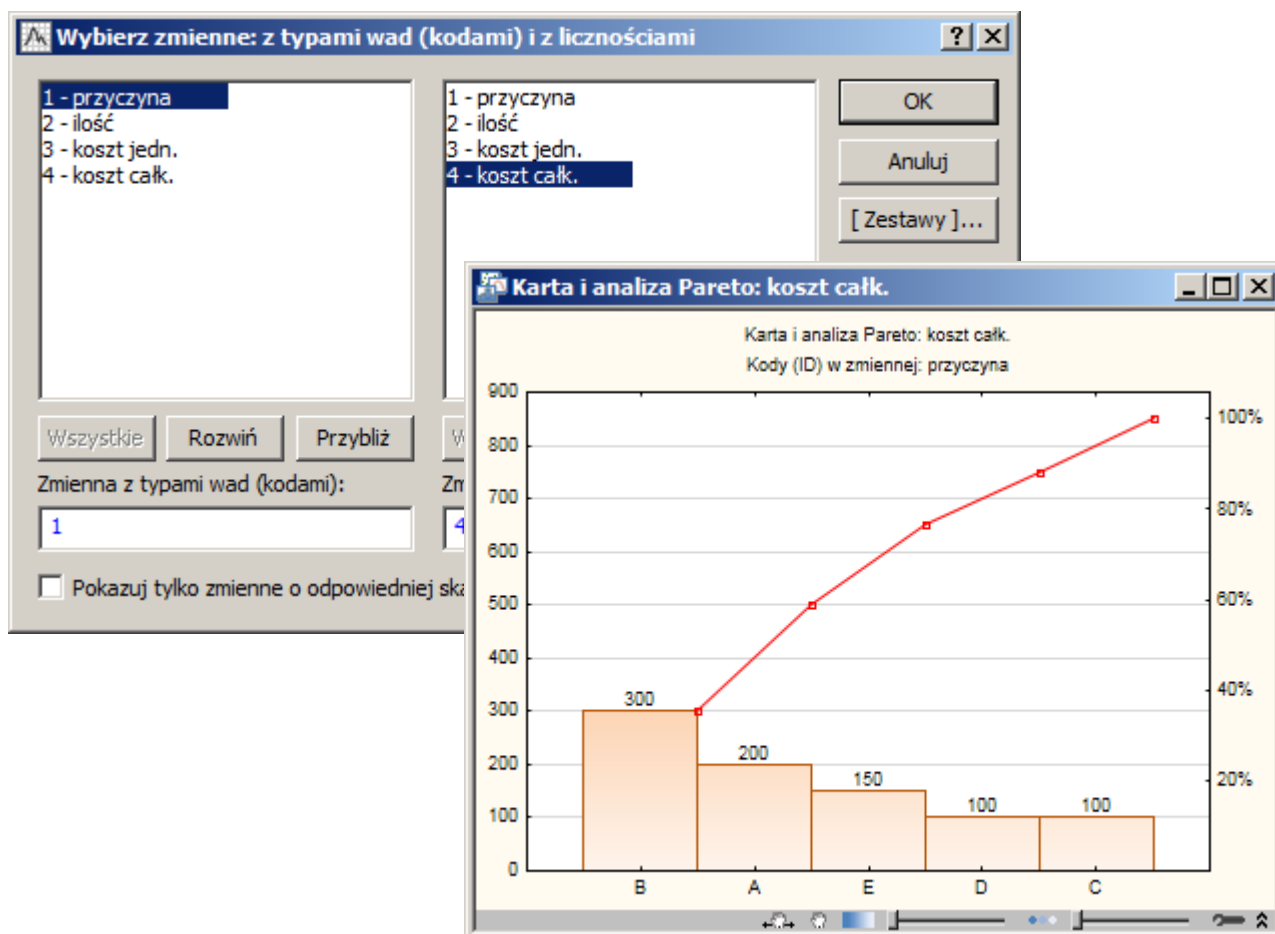 Wybierz zmienne: z typami wad (kodami) i z licznościami
1 - przyczyna
2 - ilość
3 - koszt jedn.
4 - koszt całk.
1 - przyczyna
2 - ilość
3 - koszt jedn.
4 - koszt całk.
OK
Anuluj
[ Zestawy ]...
Wszystkie
Rozwiń
Przybliż
Zmienna z typami wad (kodami):
1
4
Pokazuj tylko zmienne o odpowiedniej
Karta i analiza Pareto: koszt całk.
Karta i analiza Pareto: koszt całk.
Kody (ID) w zmiennej: przyczyna
900
800
700
600
500
400
300
200
100
0
100%
80%
60%
40%
20%
300
200
150
100
100
B A E D C